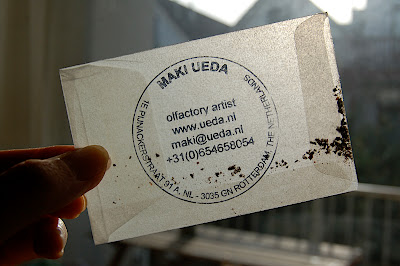 MAKI UEDA
olfactory artist
www.ueda.nl
maki@ueda.nl
+31(0)654658054
1E PIJNACKERSTRAAT 91 A, NL - 3035 GN ROTTERDAM, THE NETHERLANDS